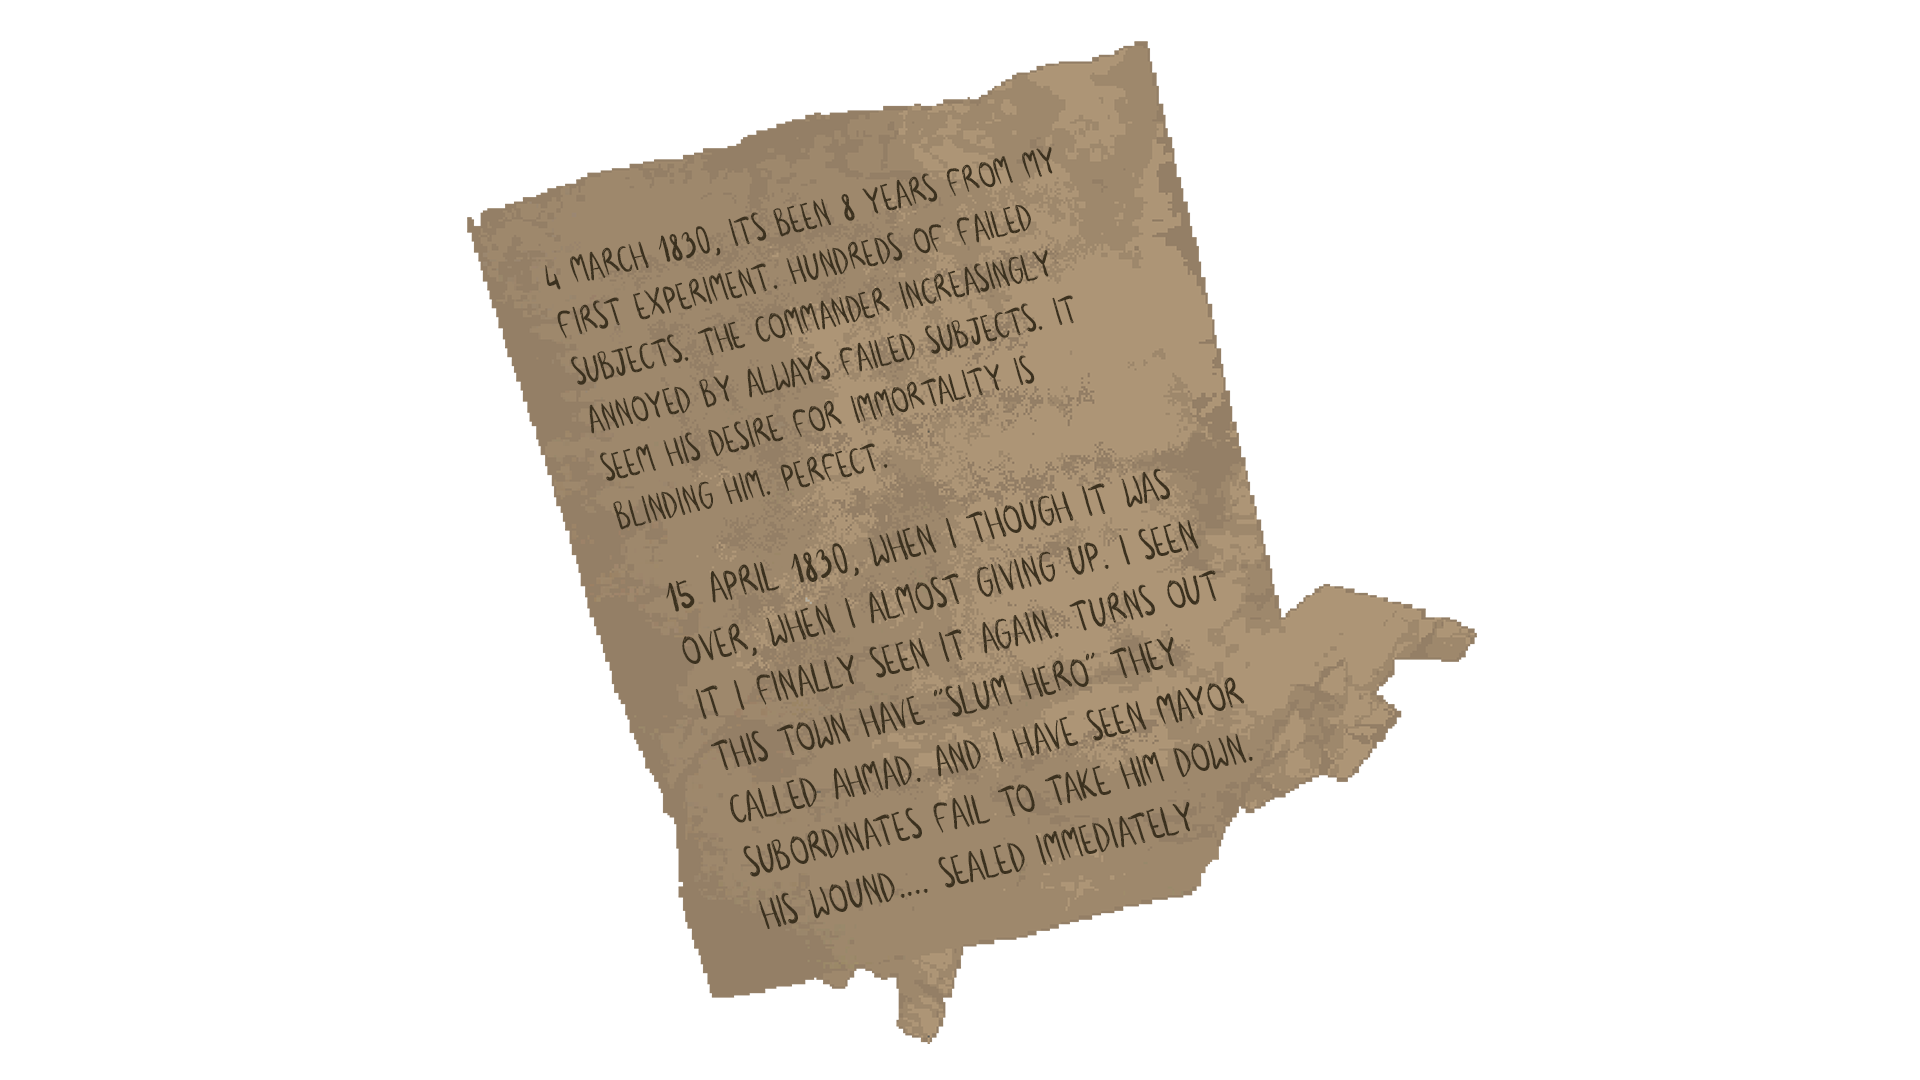 4 MARCH 1830, ITS BEEN 8 YEARS FROM MY
FIRST EXPERIMENT. HUNDREDS OF FAILED
SUBJECTS. THE COMMANDER INCREASINGLY
ANNOYED BY ALWAYS FAILED SUBJECTS. IT
SEEM HIS DESIRE FOR IMMORTALITY IS
BLINDING HIM. PERFECT.
15 APRIL 1830, WHEN I THOUGH IT WAS
OVER, WHEN I ALMOST GIVING UP. I SEEN
IT I FINALLY SEEN IT AGAIN. TURNS OUT
THIS TOWN HAVE "SLUM HERO" THEY
CALLED AHMAD. AND I HAVE SEEN MAYOR
SUBORDINATES FAIL TO TAKE HIM DOWN.
HIS WOUND.... SEALED IMMEDIATELY